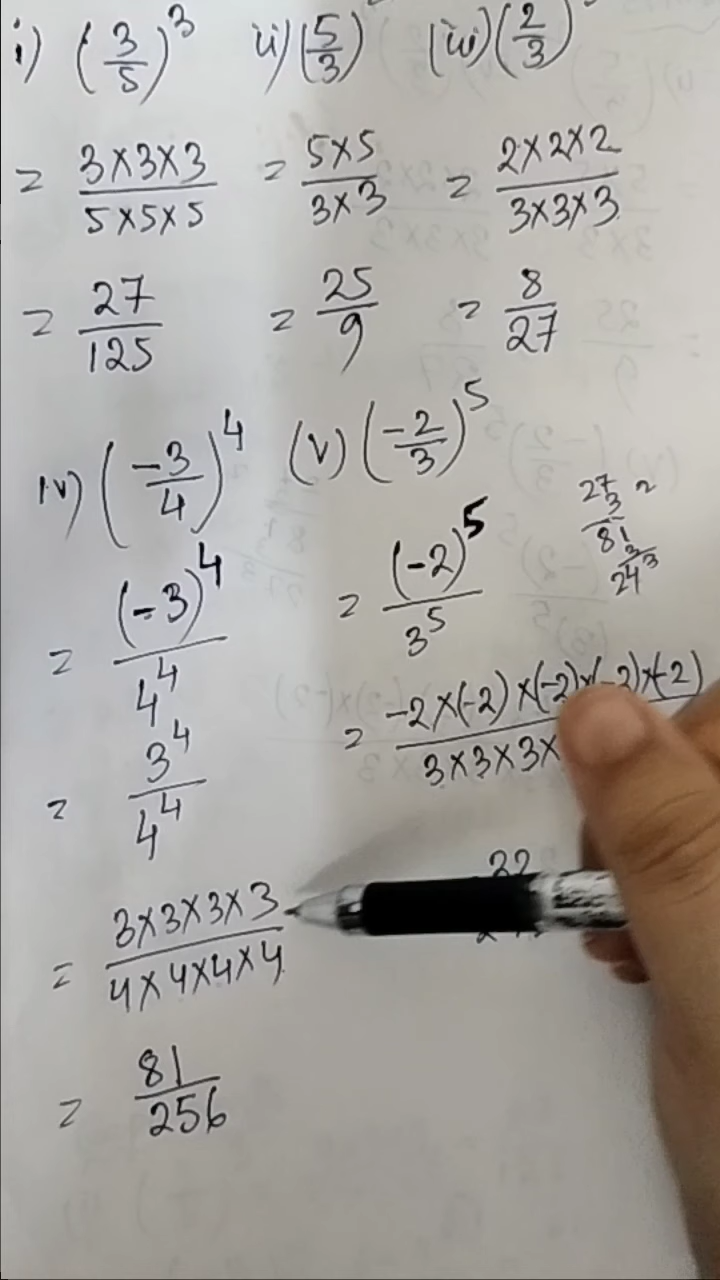 i) (3/5)^3 ii) (5/3) (iii) (2/3)
= 3×3×3/5×5×5 = 5×5/3×3 = 2×2×2/3×3×3
= 27/125 = 25/9 = 8/27
iv) (-3/4)^4 (v) (-2/3)^5
= (-3)^4/4^4 = (-2)^5/3^5
27
3
81
3
243
= 3^4/4^4 = -2×(-2)×(-2)×(-2)×(-2)/3×3×3×
= 3×3×3×3/4×4×4×4
32
= 81/256